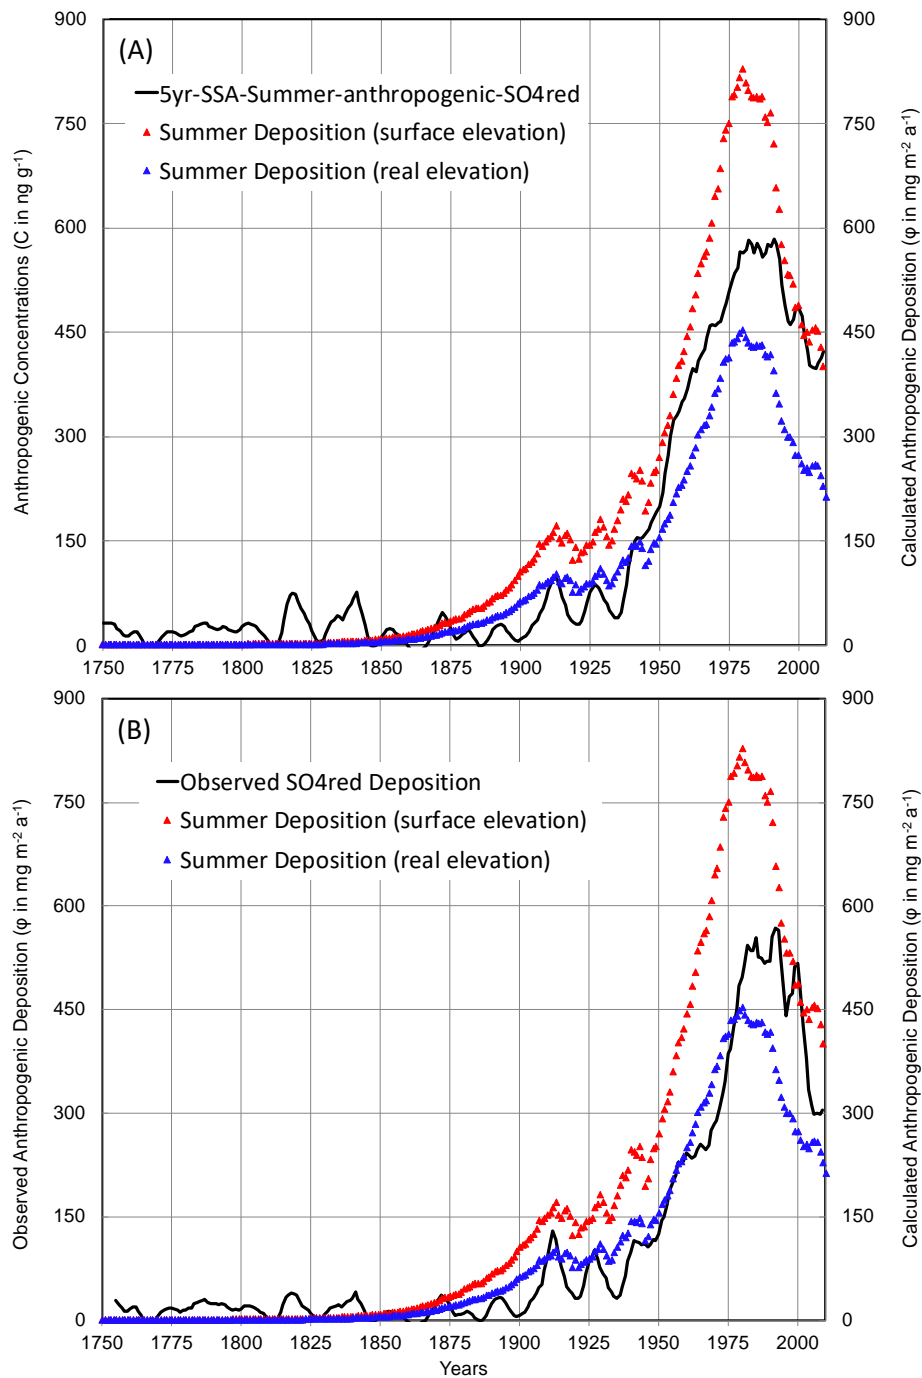 (A)
5yr-SSA-Summer-anthropogenic-SO4red
Summer Deposition (surface elevation)
Summer Deposition (real elevation)
Anthropogenic Concentrations (C in ng g-1)
Calculated Anthropogenic Deposition (φ in mg m-2 a-1)
900 900
750 750
600 600
450 450
300 300
150 150
0 0
1750 1775 1800 1825 1850 1875 1900 1925 1950 1975 2000
(B)
Observed SO4red Deposition
Summer Deposition (surface elevation)
Summer Deposition (real elevation)
Observed Anthropogenic Deposition (φ in mg m-2 a-1)
Calculated Anthropogenic Deposition (φ in mg m-2 a-1)
900 900
750 750
600 600
450 450
300 300
150 150
0 0
1750 1775 1800 1825 1850 1875 1900 1925 1950 1975 2000
Years